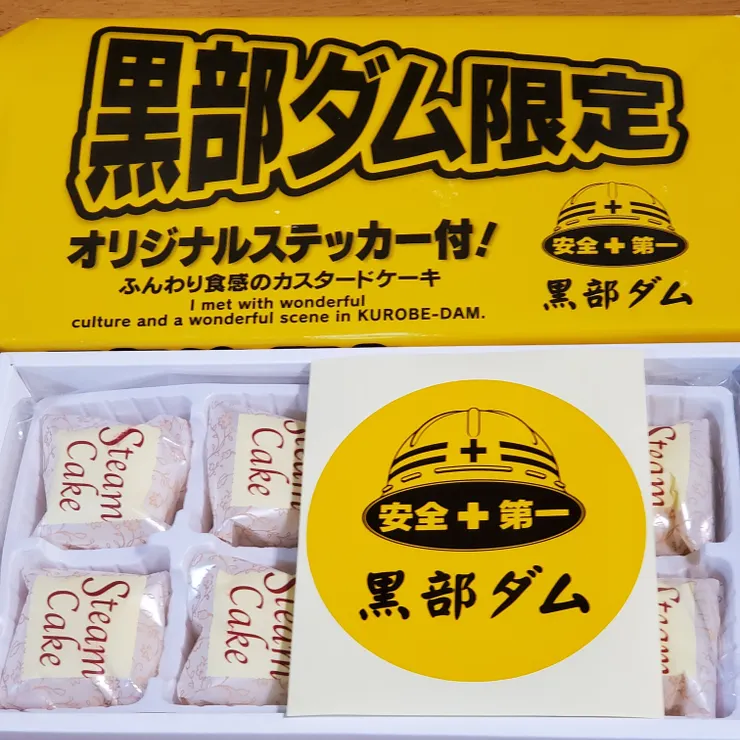 黒部ダム限定
オリジナルステッカー付!
ふんわり食感のカスタードケーキ
I met with wonderful
culture and a wonderful scene in KUROBE-DAM.
安全+第一
黒部ダム
Steam
Cake
Steam
Cake
Steam
安全+第一
黒部ダム
Steam
Cake
Steam
Cake